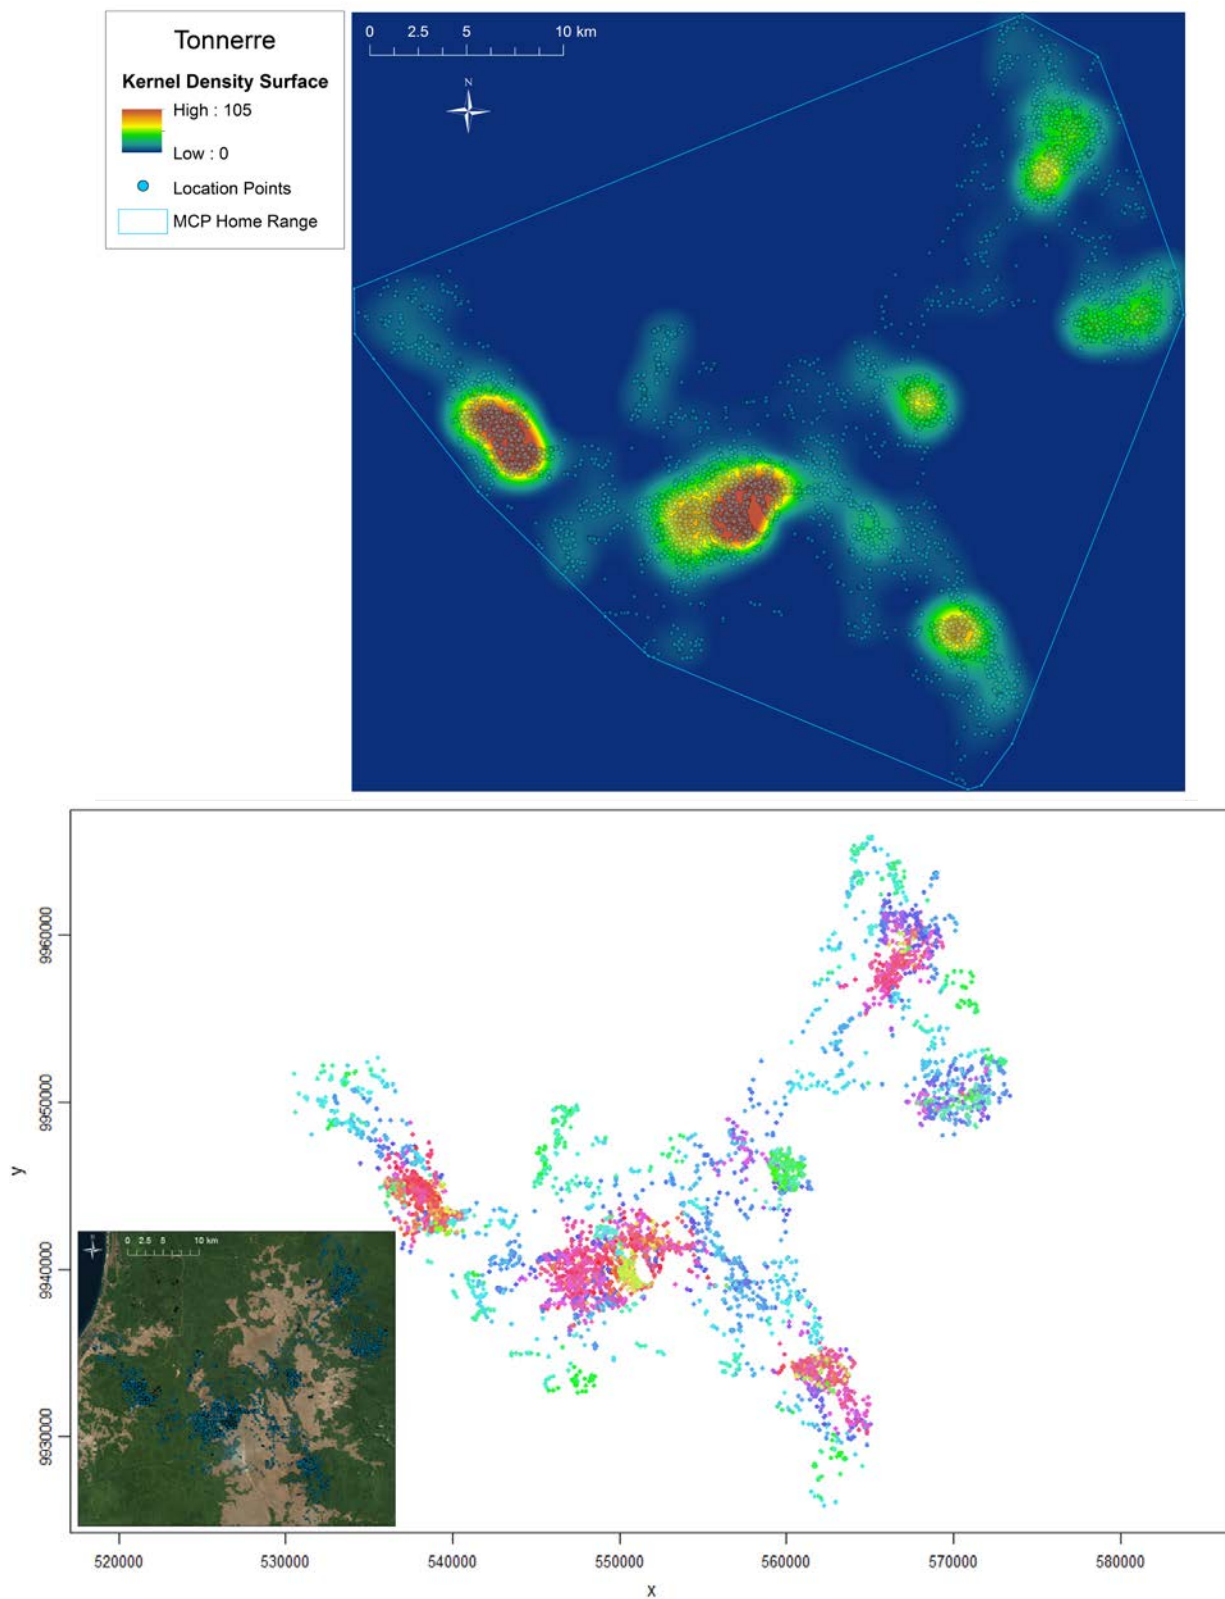 Tonnerre
Kernel Density Surface
High : 105
Low : 0
Location Points
MCP Home Range
0 2.5 5 10 km
N
9960000
9950000
9940000
9930000
y
0 2.5 5 10 km
520000 530000 540000 550000 560000 570000 580000
x